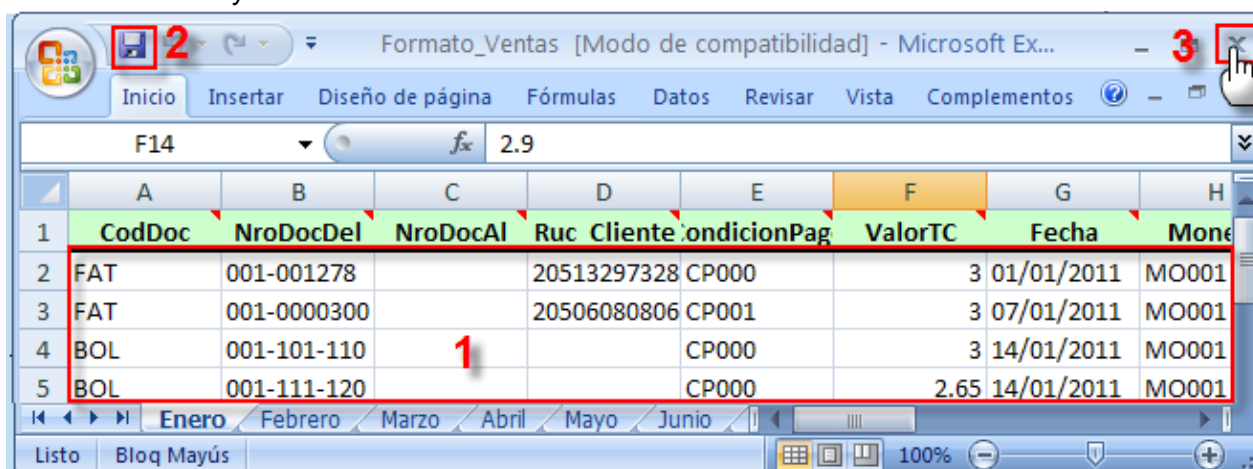 2 Formato_Ventas [Modo de compatibilidad] - Microsoft Ex... 3
Inicio Insertar Diseño de página Fórmulas Datos Revisar Vista Complementos
F14 fx 2.9
A B C D E F G H
1 CodDoc NroDocDel NroDocAl Ruc_Cliente ondicionPag ValorTC Fecha Mone
2 FAT 001-001278 20513297328 CP000 3 01/01/2011 MO001
3 FAT 001-0000300 20506080806 CP001 3 07/01/2011 MO001
4 BOL 001-101-110 1 CP000 3 14/01/2011 MO001
5 BOL 001-111-120 CP000 2.65 14/01/2011 MO001
Enero Febrero Marzo Abril Mayo Junio
Listo Bloq Mayús 100%